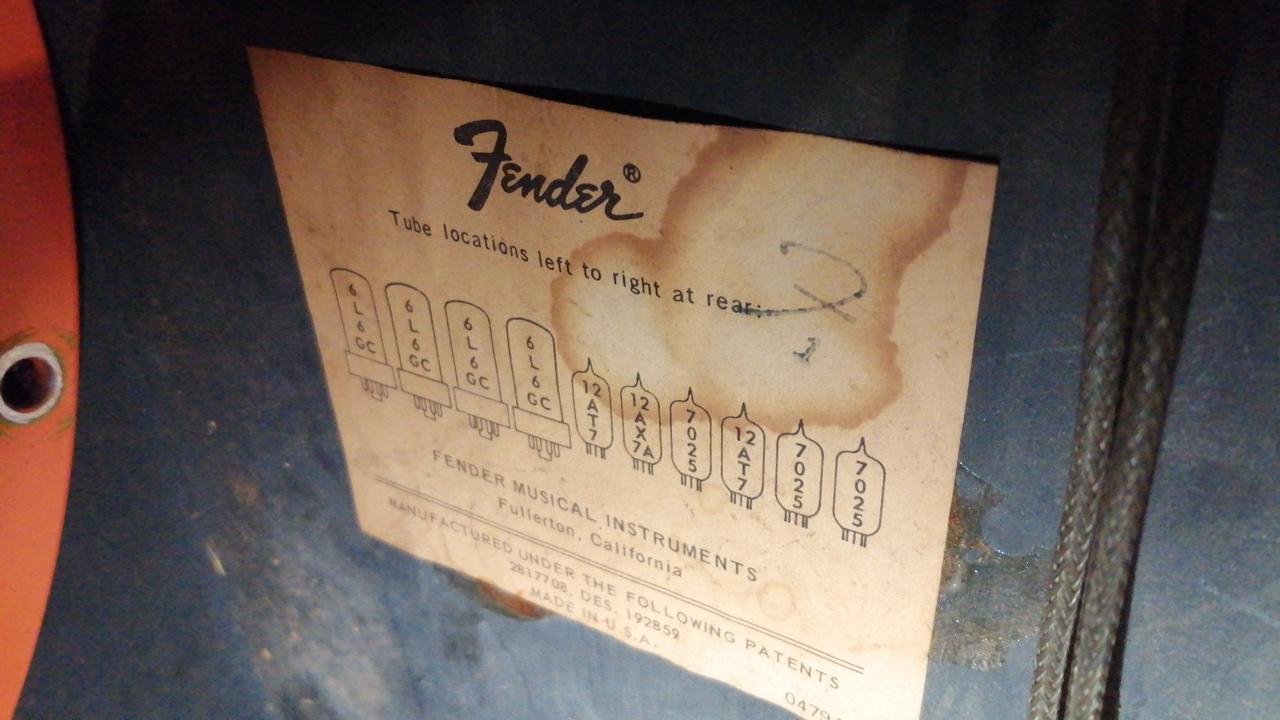 Fender®
Tube locations left to right at rear:
6L6GC 6L6GC 6L6GC 6L6GC 12AT7 12AX7A 7025 12AT7 7025 7025
FENDER MUSICAL INSTRUMENTS
Fullerton, California
MANUFACTURED UNDER THE FOLLOWING PATENTS
2817708, DES. 192859
MADE IN U.S.A.